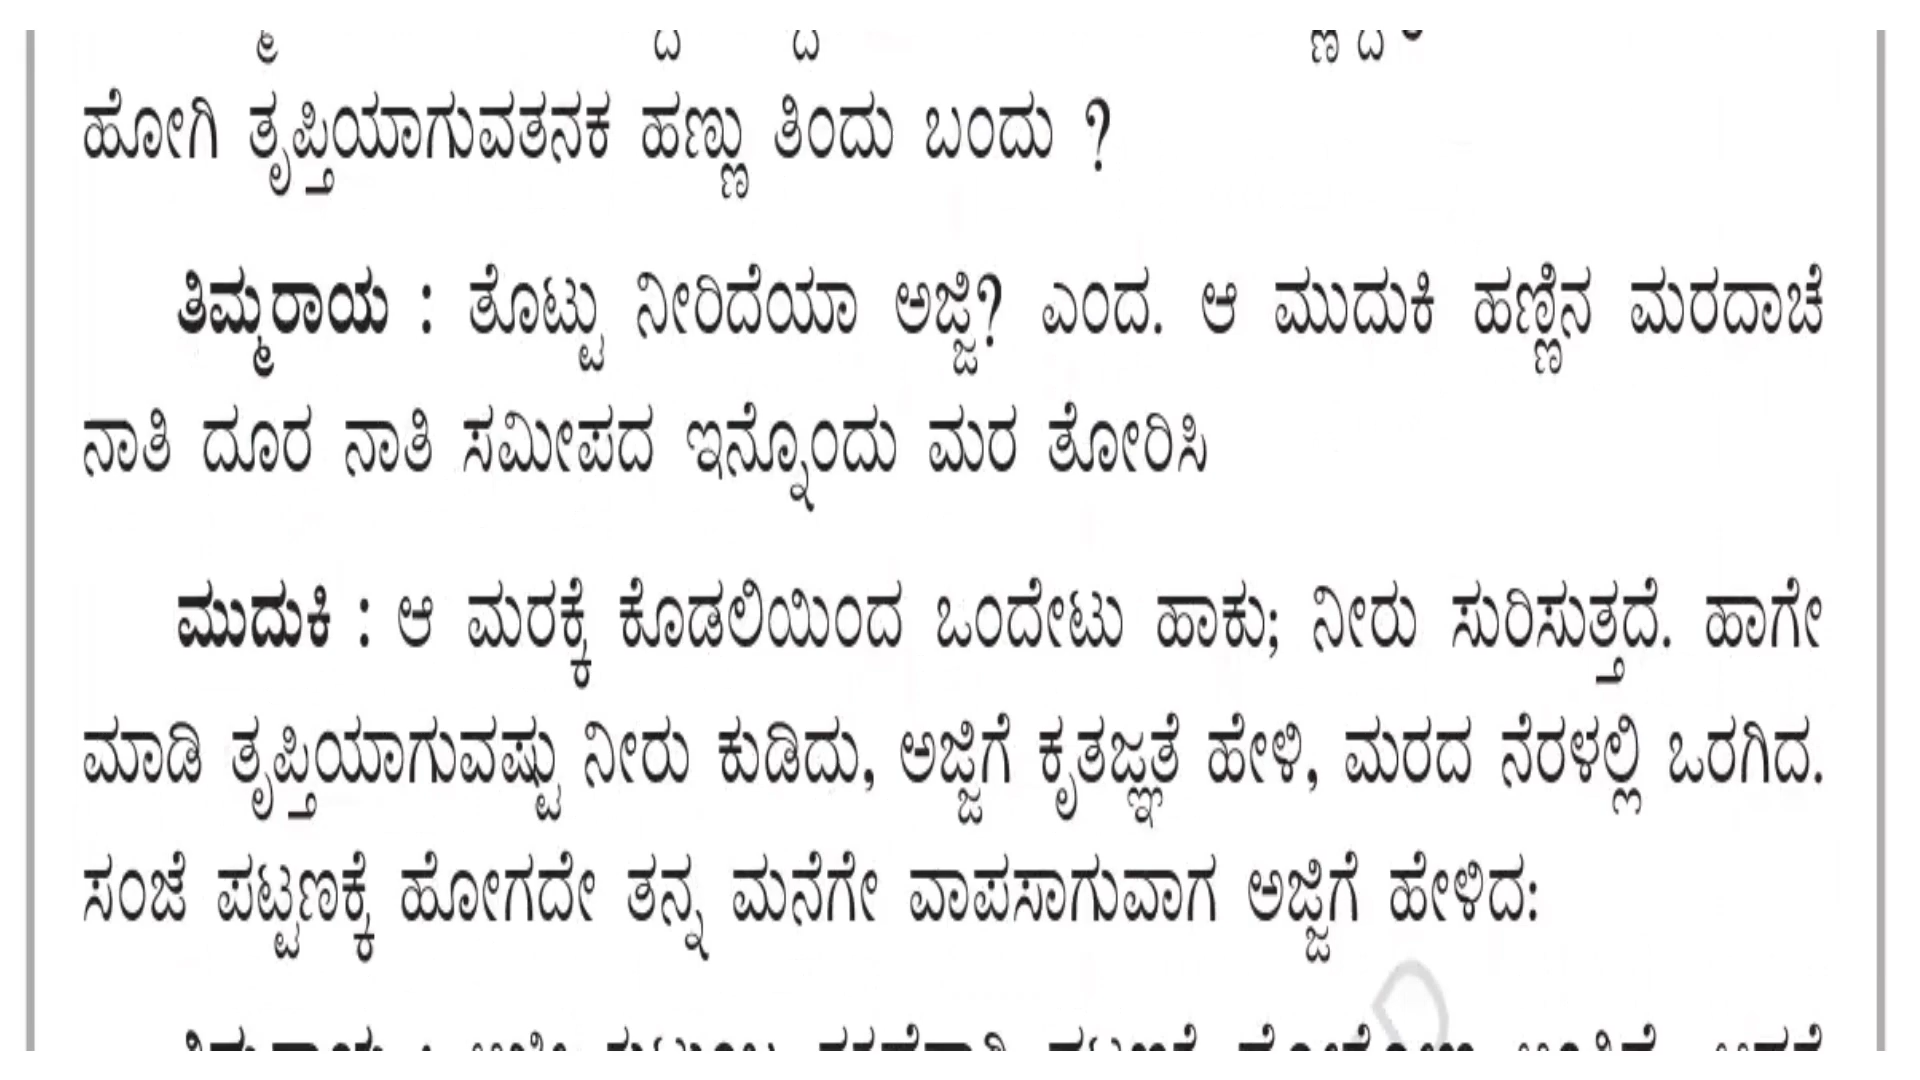 ಹೋಗಿ ತೃಪ್ತಿಯಾಗುವತನಕ ಹಣ್ಣು ತಿಂದು ಬಂದು ?
ತಿಮ್ಮರಾಯ : ತೊಟ್ಟು ನೀರಿದೆಯಾ ಅಜ್ಜಿ? ಎಂದ. ಆ ಮುದುಕಿ ಹಣ್ಣಿನ ಮರದಾಚೆ
ನಾತಿ ದೂರ ನಾತಿ ಸಮೀಪದ ಇನ್ನೊಂದು ಮರ ತೋರಿಸಿ
ಮುದುಕಿ : ಆ ಮರಕ್ಕೆ ಕೊಡಲಿಯಿಂದ ಒಂದೇಟು ಹಾಕು; ನೀರು ಸುರಿಸುತ್ತದೆ. ಹಾಗೇ
ಮಾಡಿ ತೃಪ್ತಿಯಾಗುವಷ್ಟು ನೀರು ಕುಡಿದು, ಅಜ್ಜಿಗೆ ಕೃತಜ್ಞತೆ ಹೇಳಿ, ಮರದ ನೆರಳಲ್ಲಿ ಒರಗಿದ.
ಸಂಜೆ ಪಟ್ಟಣಕ್ಕೆ ಹೋಗದೇ ತನ್ನ ಮನೆಗೇ ವಾಪಸಾಗುವಾಗ ಅಜ್ಜಿಗೆ ಹೇಳಿದ: